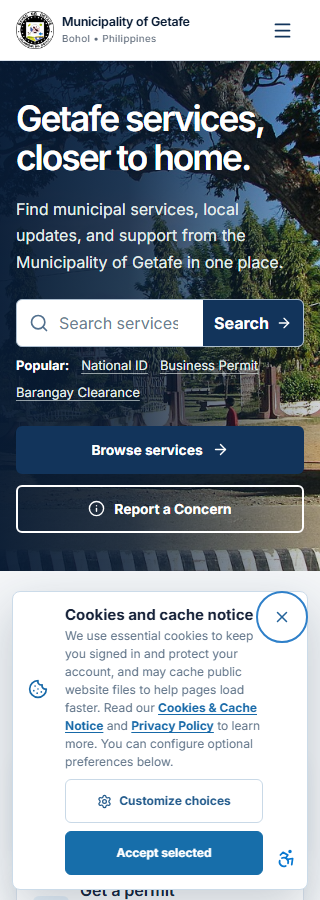 Municipality of Getafe
Bohol • Philippines
Getafe services,
closer to home.
Find municipal services, local
updates, and support from the
Municipality of Getafe in one place.
Search services
Search
Popular: National ID Business Permit
Barangay Clearance
Browse services
Report a Concern
Cookies and cache notice
We use essential cookies to keep
you signed in and protect your
account, and may cache public
website files to help pages load
faster. Read our Cookies & Cache
Notice and Privacy Policy to learn
more. You can configure optional
preferences below.
Customize choices
Accept selected
Get a permit